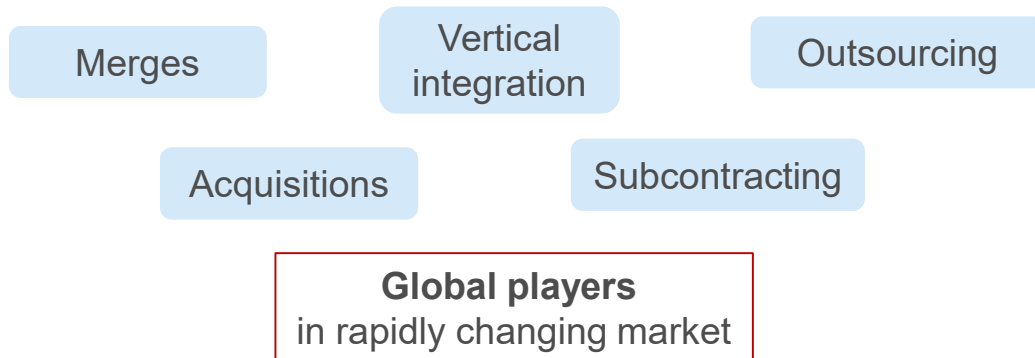 Merges
Vertical
integration
Outsourcing
Acquisitions
Subcontracting
Global players
in rapidly changing market